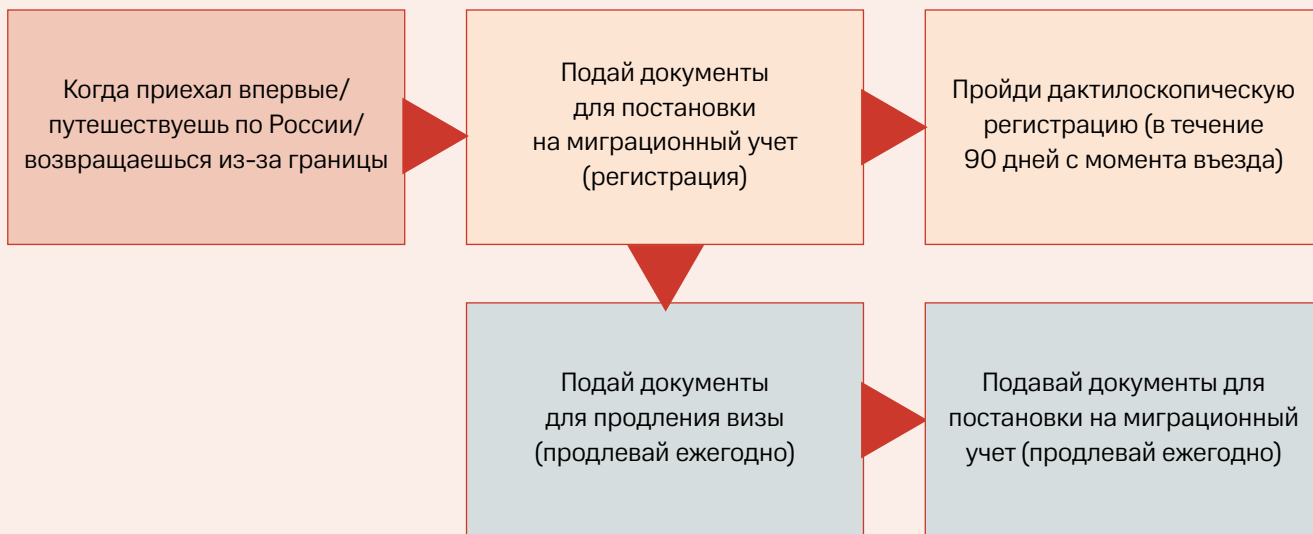 Когда приехал впервые/
путешествуешь по России/
возвращаешься из-за границы
Подай документы
для постановки
на миграционный учет
(регистрация)
Пройди дактилоскопическую
регистрацию (в течение
90 дней с момента въезда)
Подай документы
для продления визы
(продлевай ежегодно)
Подавай документы для
постановки на миграционный
учет (продлевай ежегодно)